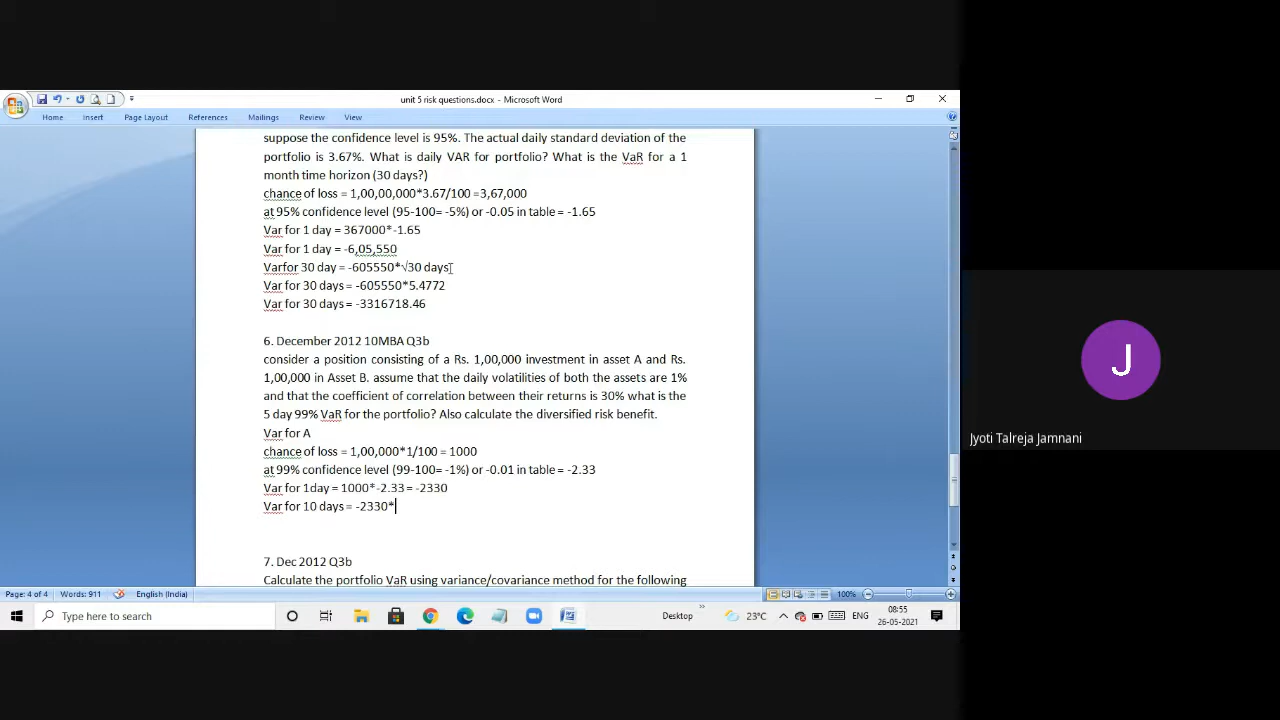 unit 5 risk questions.docx - Microsoft Word
Home Insert Page Layout References Mailings Review View
suppose the confidence level is 95%. The actual daily standard deviation of the
portfolio is 3.67%. What is daily VAR for portfolio? What is the VaR for a 1
month time horizon (30 days?)
chance of loss = 1,00,00,000*3.67/100 =3,67,000
at 95% confidence level (95-100= -5%) or -0.05 in table = -1.65
Var for 1 day = 367000*-1.65
Var for 1 day = -6,05,550
Varfor 30 day = -605550*√30 days
Var for 30 days = -605550*5.4772
Var for 30 days = -3316718.46
6. December 2012 10MBA Q3b
consider a position consisting of a Rs. 1,00,000 investment in asset A and Rs.
1,00,000 in Asset B. assume that the daily volatilities of both the assets are 1%
and that the coefficient of correlation between their returns is 30% what is the
5 day 99% VaR for the portfolio? Also calculate the diversified risk benefit.
Var for A
chance of loss = 1,00,000*1/100 = 1000
at 99% confidence level (99-100= -1%) or -0.01 in table = -2.33
Var for 1day = 1000*-2.33 = -2330
Var for 10 days = -2330*
7. Dec 2012 Q3b
Calculate the portfolio VaR using variance/covariance method for the following
Page: 4 of 4 Words: 911 English (India) 100%
Type here to search Desktop 23°C ENG 08:55
26-05-2021
J
Jyoti Talreja Jamnani